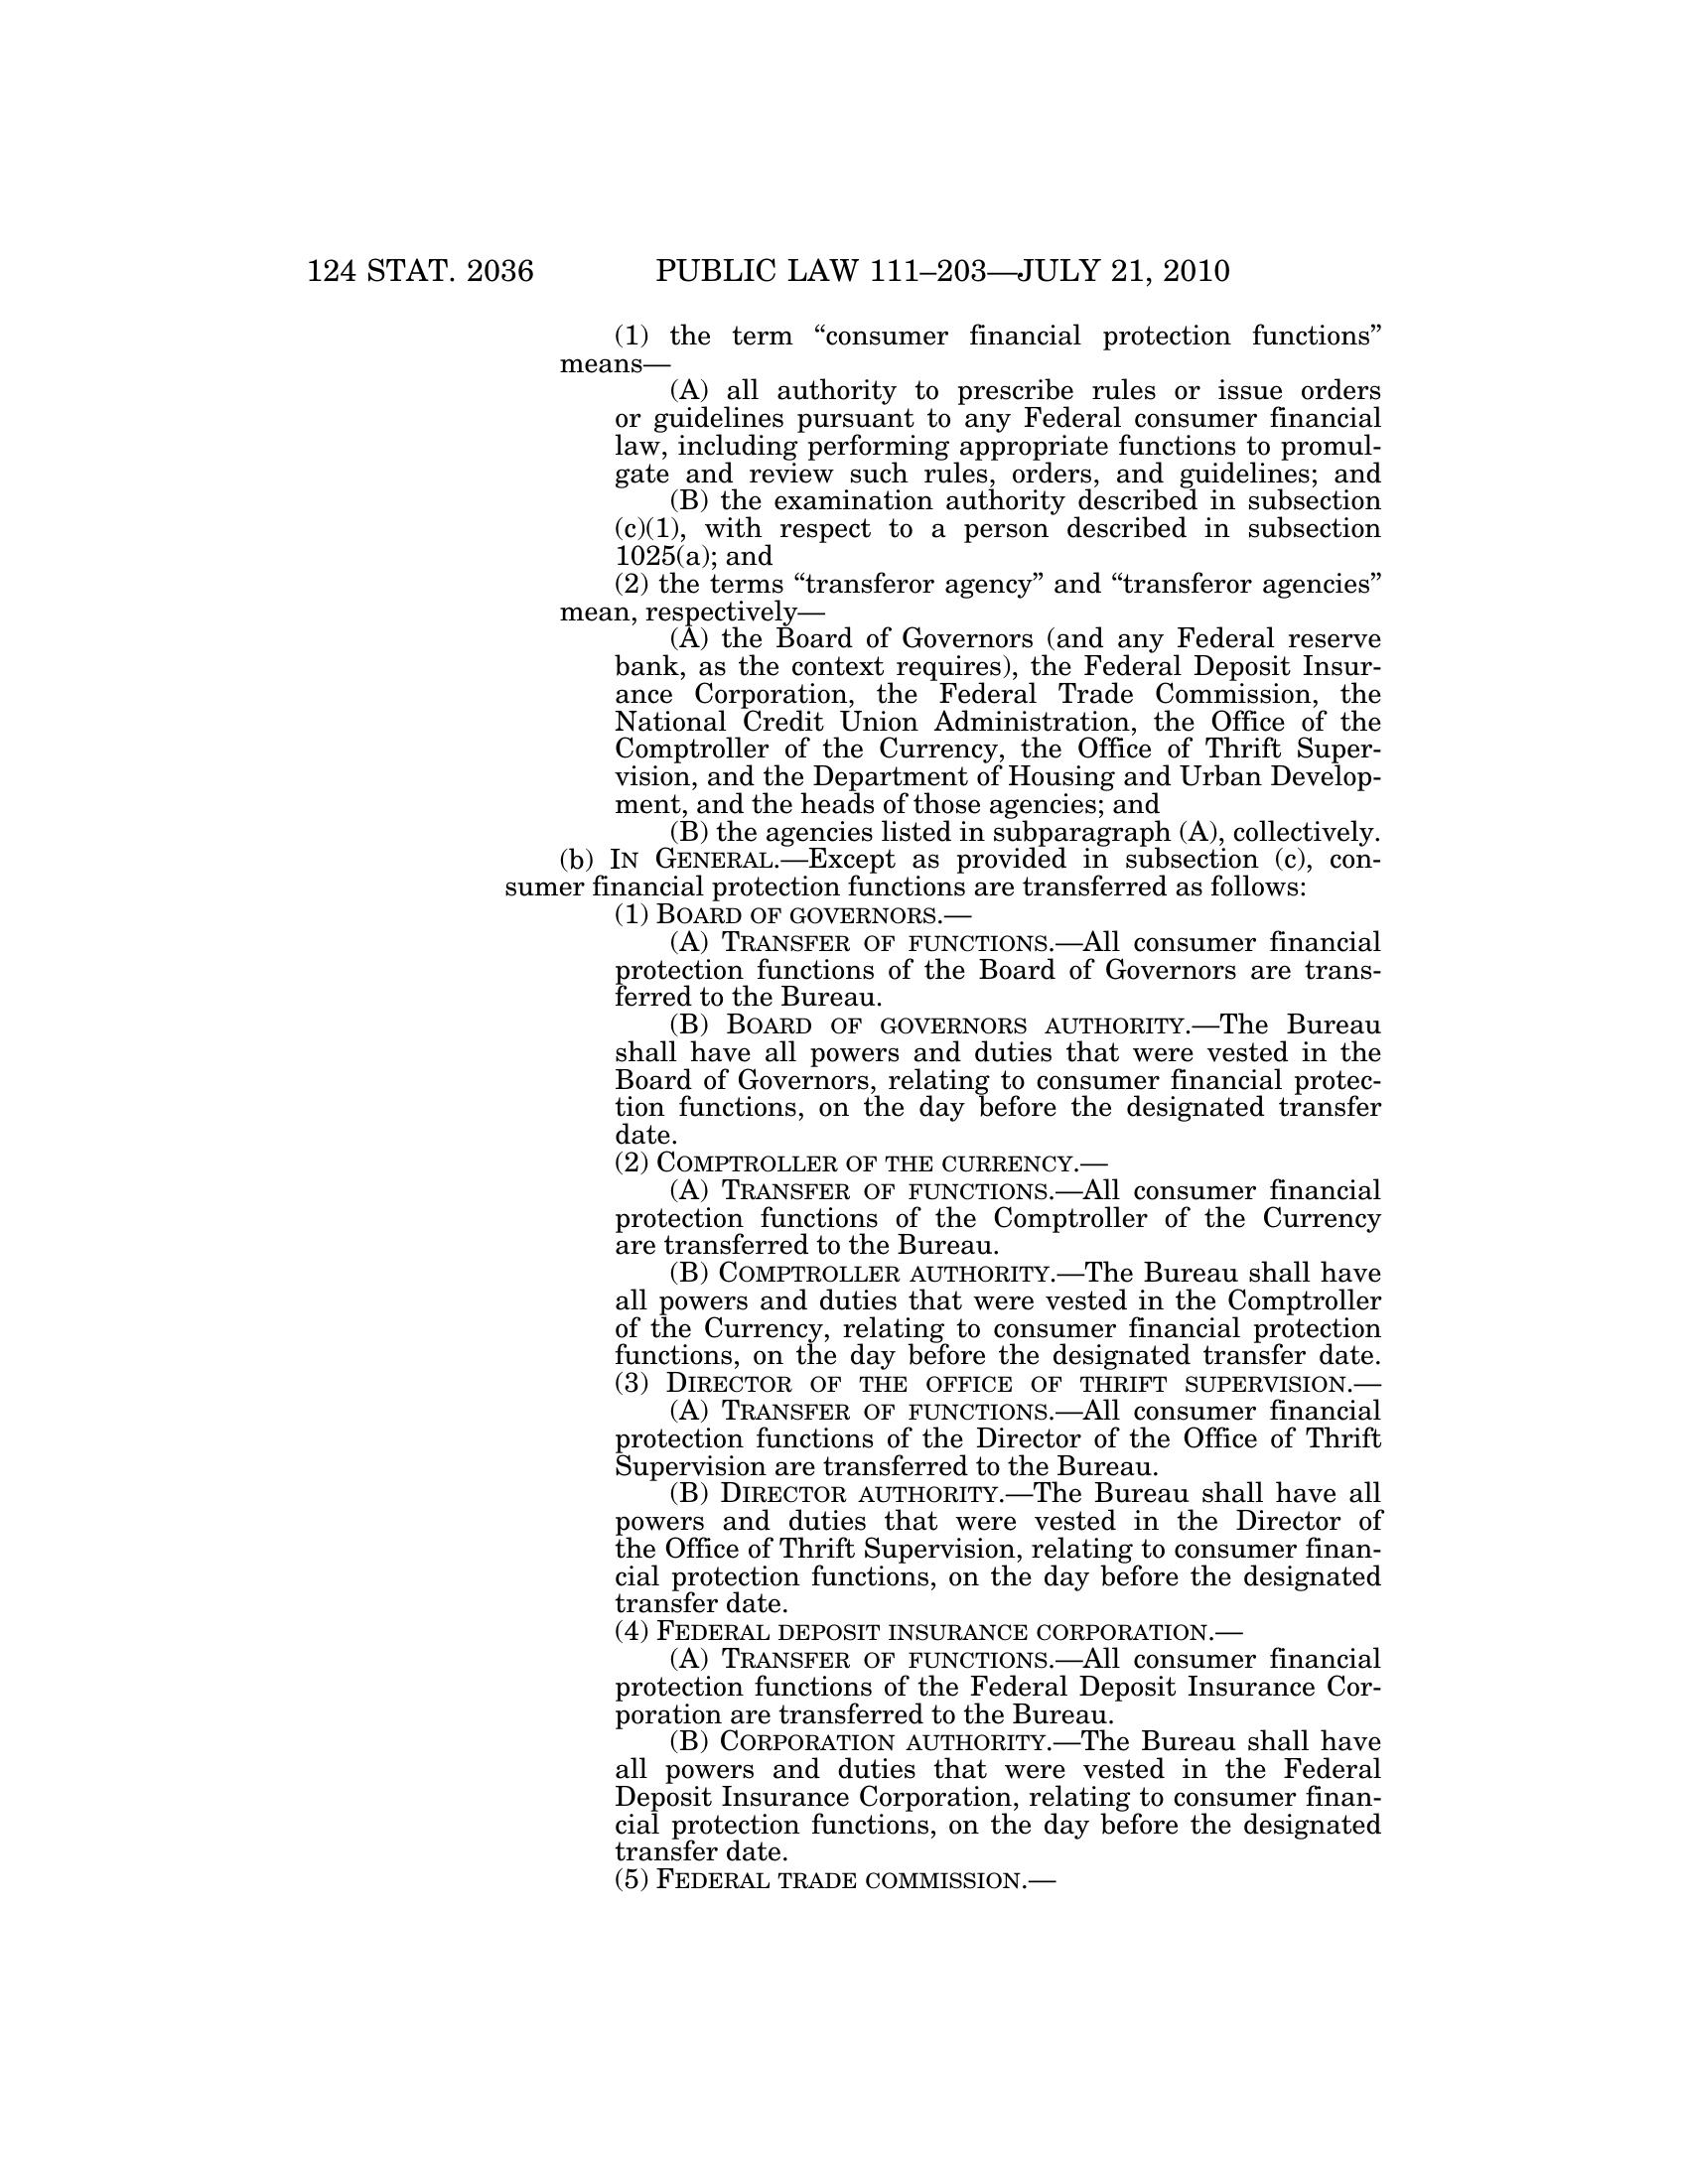 124 STAT. 2036 PUBLIC LAW 111–203—JULY 21, 2010
(1) the term “consumer financial protection functions”
means—
(A) all authority to prescribe rules or issue orders
or guidelines pursuant to any Federal consumer financial
law, including performing appropriate functions to promul-
gate and review such rules, orders, and guidelines; and
(B) the examination authority described in subsection
(c)(1), with respect to a person described in subsection
1025(a); and
(2) the terms “transferor agency” and “transferor agencies”
mean, respectively—
(A) the Board of Governors (and any Federal reserve
bank, as the context requires), the Federal Deposit Insur-
ance Corporation, the Federal Trade Commission, the
National Credit Union Administration, the Office of the
Comptroller of the Currency, the Office of Thrift Super-
vision, and the Department of Housing and Urban Develop-
ment, and the heads of those agencies; and
(B) the agencies listed in subparagraph (A), collectively.
(b) IN GENERAL.—Except as provided in subsection (c), con-
sumer financial protection functions are transferred as follows:
(1) BOARD OF GOVERNORS.—
(A) TRANSFER OF FUNCTIONS.—All consumer financial
protection functions of the Board of Governors are trans-
ferred to the Bureau.
(B) BOARD OF GOVERNORS AUTHORITY.—The Bureau
shall have all powers and duties that were vested in the
Board of Governors, relating to consumer financial protec-
tion functions, on the day before the designated transfer
date.
(2) COMPTROLLER OF THE CURRENCY.—
(A) TRANSFER OF FUNCTIONS.—All consumer financial
protection functions of the Comptroller of the Currency
are transferred to the Bureau.
(B) COMPTROLLER AUTHORITY.—The Bureau shall have
all powers and duties that were vested in the Comptroller
of the Currency, relating to consumer financial protection
functions, on the day before the designated transfer date.
(3) DIRECTOR OF THE OFFICE OF THRIFT SUPERVISION.—
(A) TRANSFER OF FUNCTIONS.—All consumer financial
protection functions of the Director of the Office of Thrift
Supervision are transferred to the Bureau.
(B) DIRECTOR AUTHORITY.—The Bureau shall have all
powers and duties that were vested in the Director of
the Office of Thrift Supervision, relating to consumer finan-
cial protection functions, on the day before the designated
transfer date.
(4) FEDERAL DEPOSIT INSURANCE CORPORATION.—
(A) TRANSFER OF FUNCTIONS.—All consumer financial
protection functions of the Federal Deposit Insurance Cor-
poration are transferred to the Bureau.
(B) CORPORATION AUTHORITY.—The Bureau shall have
all powers and duties that were vested in the Federal
Deposit Insurance Corporation, relating to consumer finan-
cial protection functions, on the day before the designated
transfer date.
(5) FEDERAL TRADE COMMISSION.—